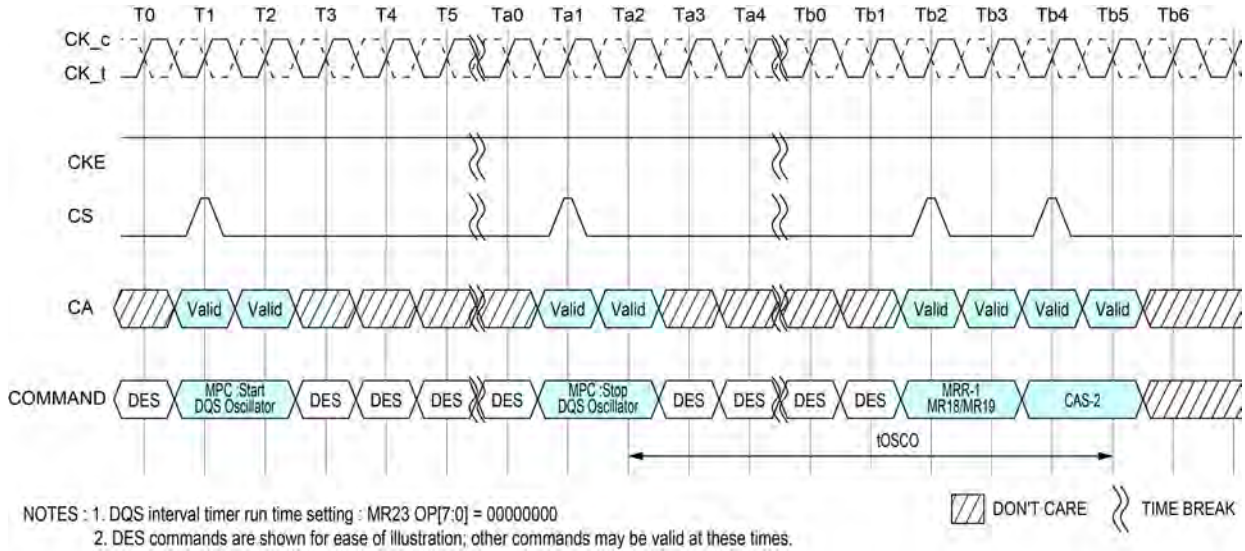 T0 T1 T2 T3 T4 T5 Ta0 Ta1 Ta2 Ta3 Ta4 Tb0 Tb1 Tb2 Tb3 Tb4 Tb5 Tb6
CK_c
CK_t
CKE
CS
CA Valid Valid Valid Valid Valid Valid Valid Valid
COMMAND DES MPC :Start DQS Oscillator DES DES DES DES MPC :Stop DQS Oscillator DES DES DES DES MRR-1 MR18/MR19 CAS-2
tOSCO
NOTES : 1. DQS interval timer run time setting : MR23 OP[7:0] = 00000000
2. DES commands are shown for ease of illustration; other commands may be valid at these times.
DON'T CARE TIME BREAK